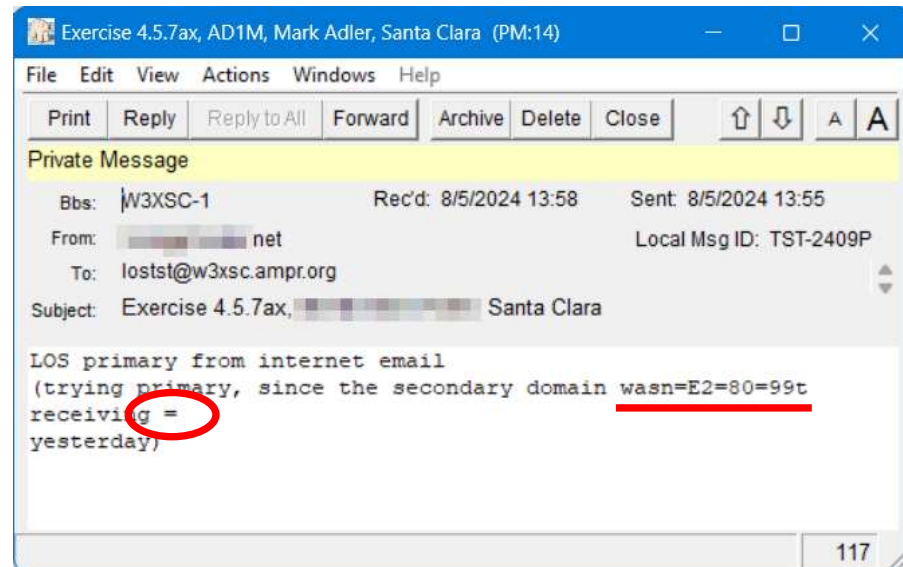 Exercise 4.5.7ax, AD1M, Mark Adler, Santa Clara (PM:14)
File Edit View Actions Windows Help
Print Reply Reply to All Forward Archive Delete Close A A
Private Message
Bbs: W3XSC-1 Rec'd: 8/5/2024 13:58 Sent: 8/5/2024 13:55
From: net Local Msg ID: TST-2409P
To: lostst@w3xsc.ampr.org
Subject: Exercise 4.5.7ax, Santa Clara
LOS primary from internet email
(trying primary, since the secondary domain wasn=E2=80=99t
receiving =
yesterday)
117